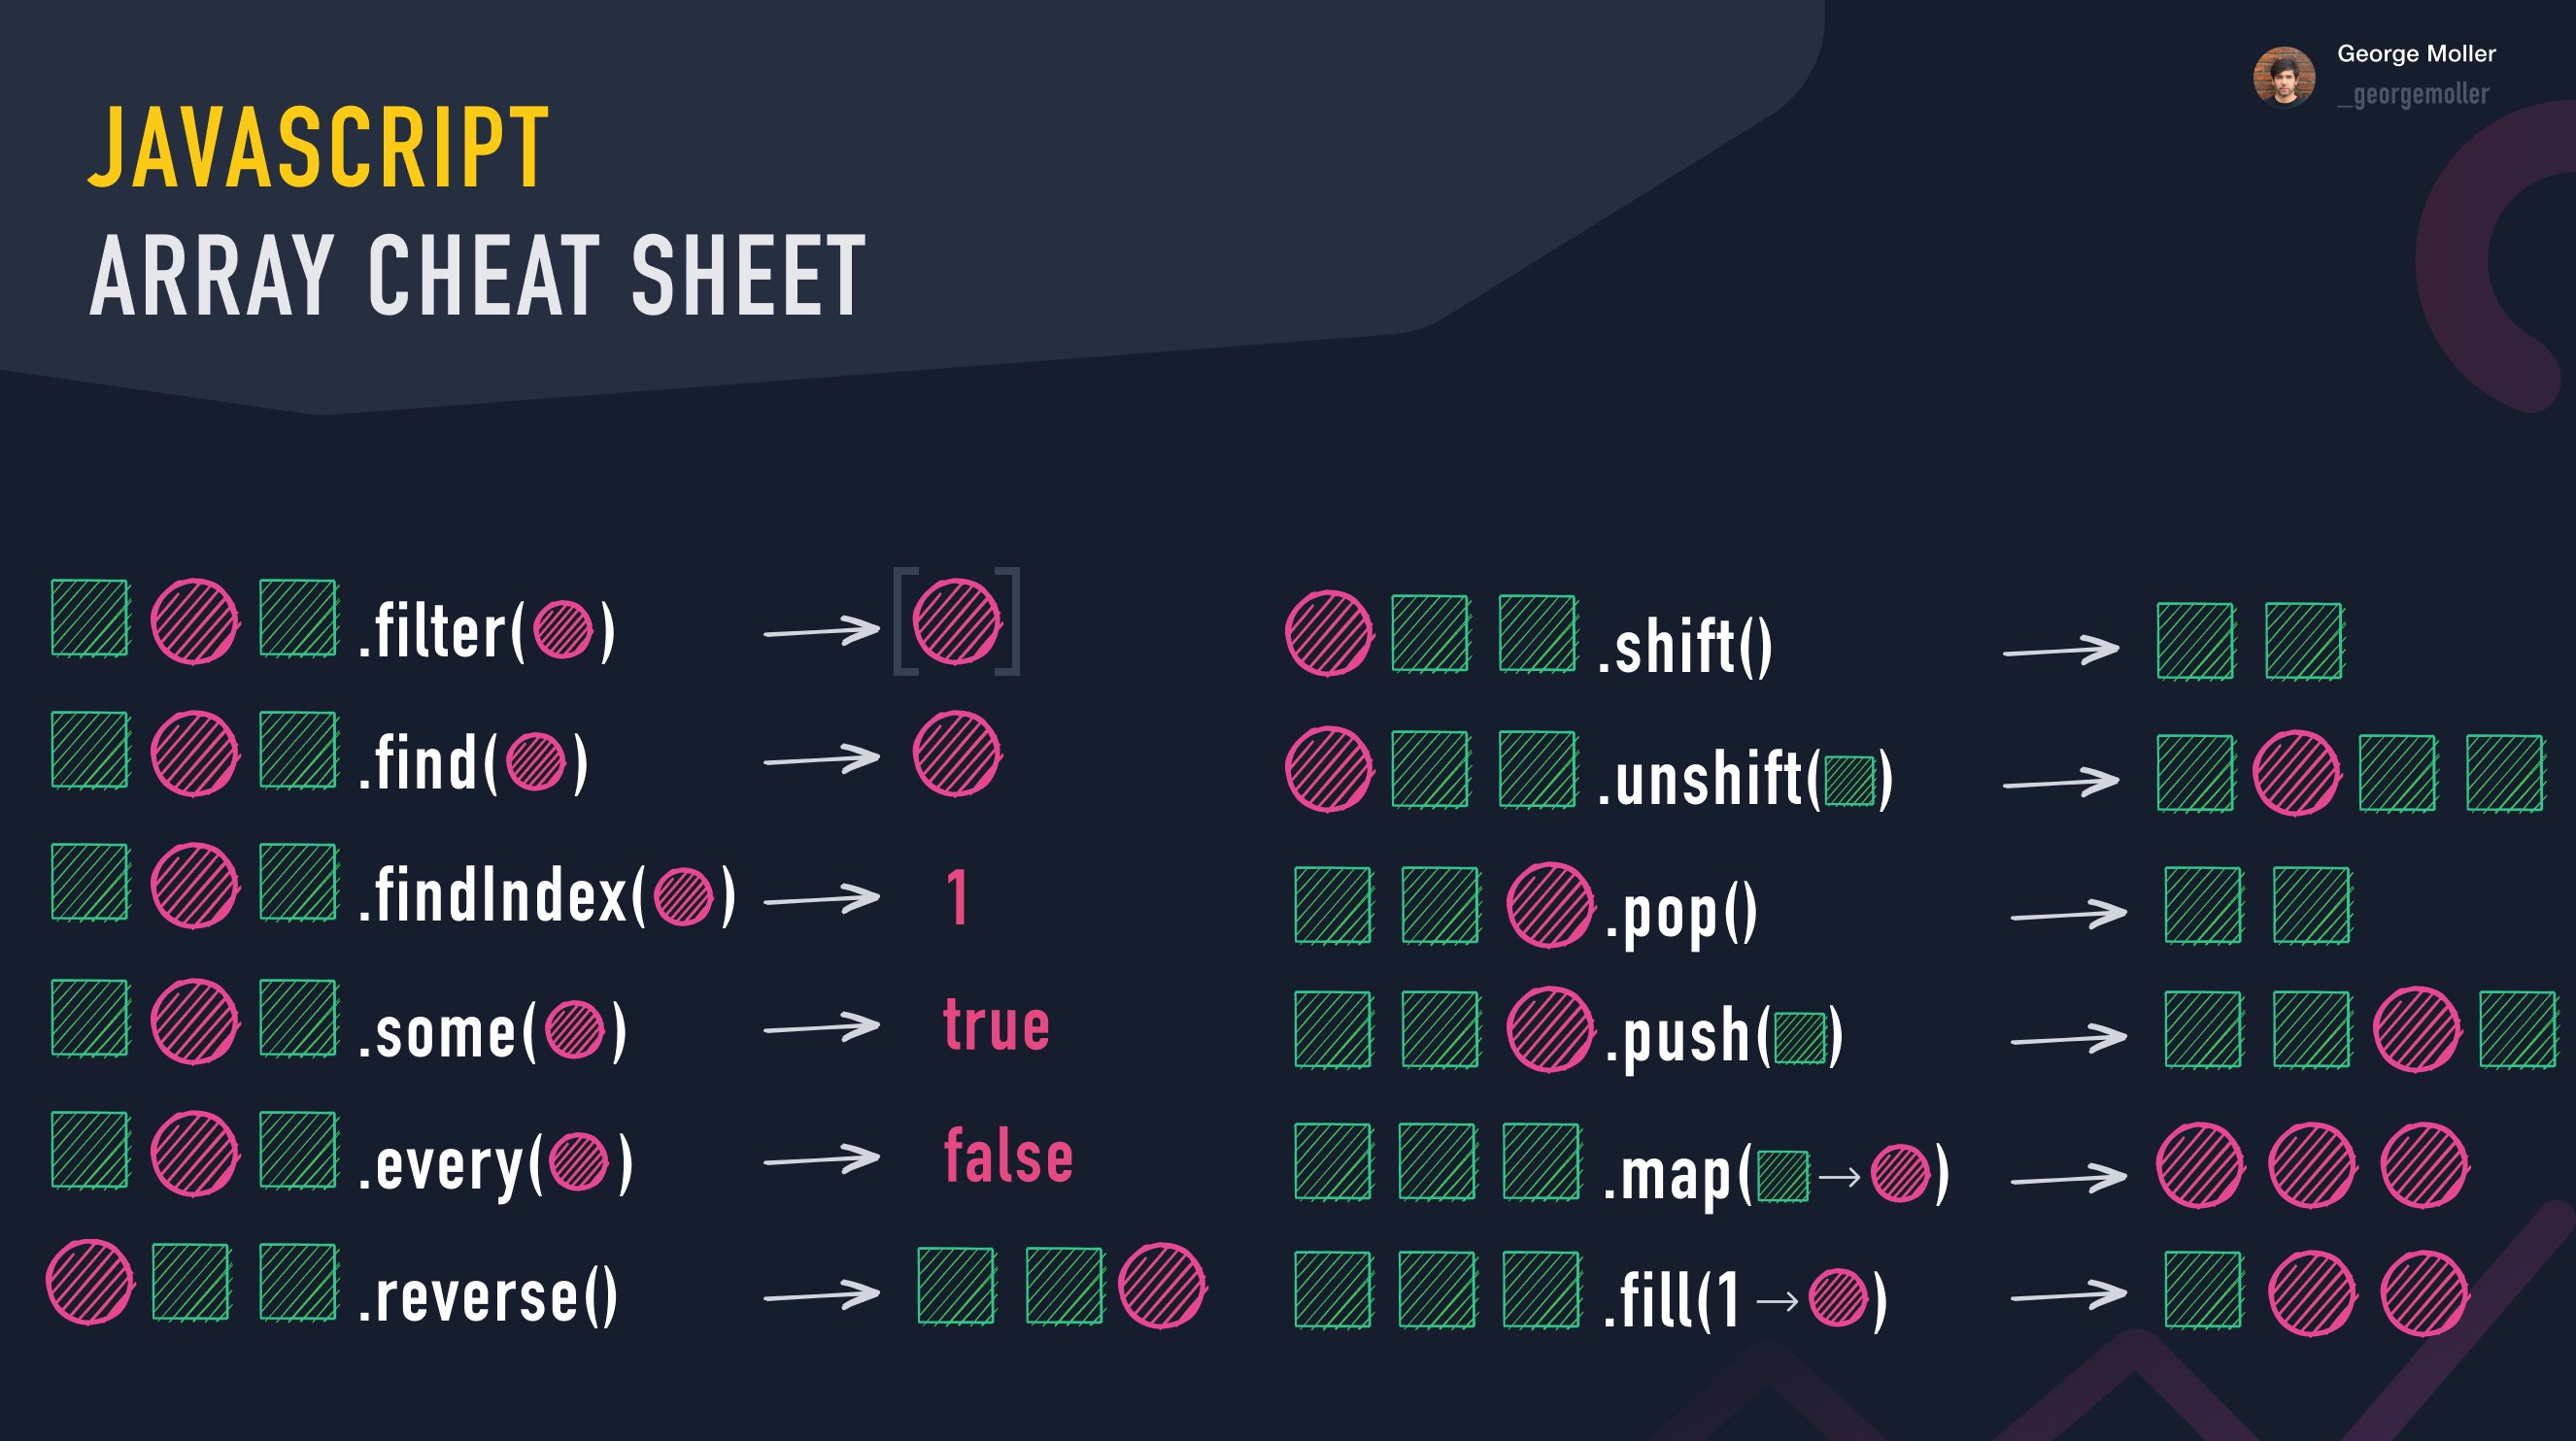 JAVASCRIPT
ARRAY CHEAT SHEET
George Moller
_georgemoller
.filter( )
.find( )
.findIndex( ) 1
.some( ) true
.every( ) false
.reverse()
.shift()
.unshift( )
.pop()
.push( )
.map( → )
.fill(1 → )